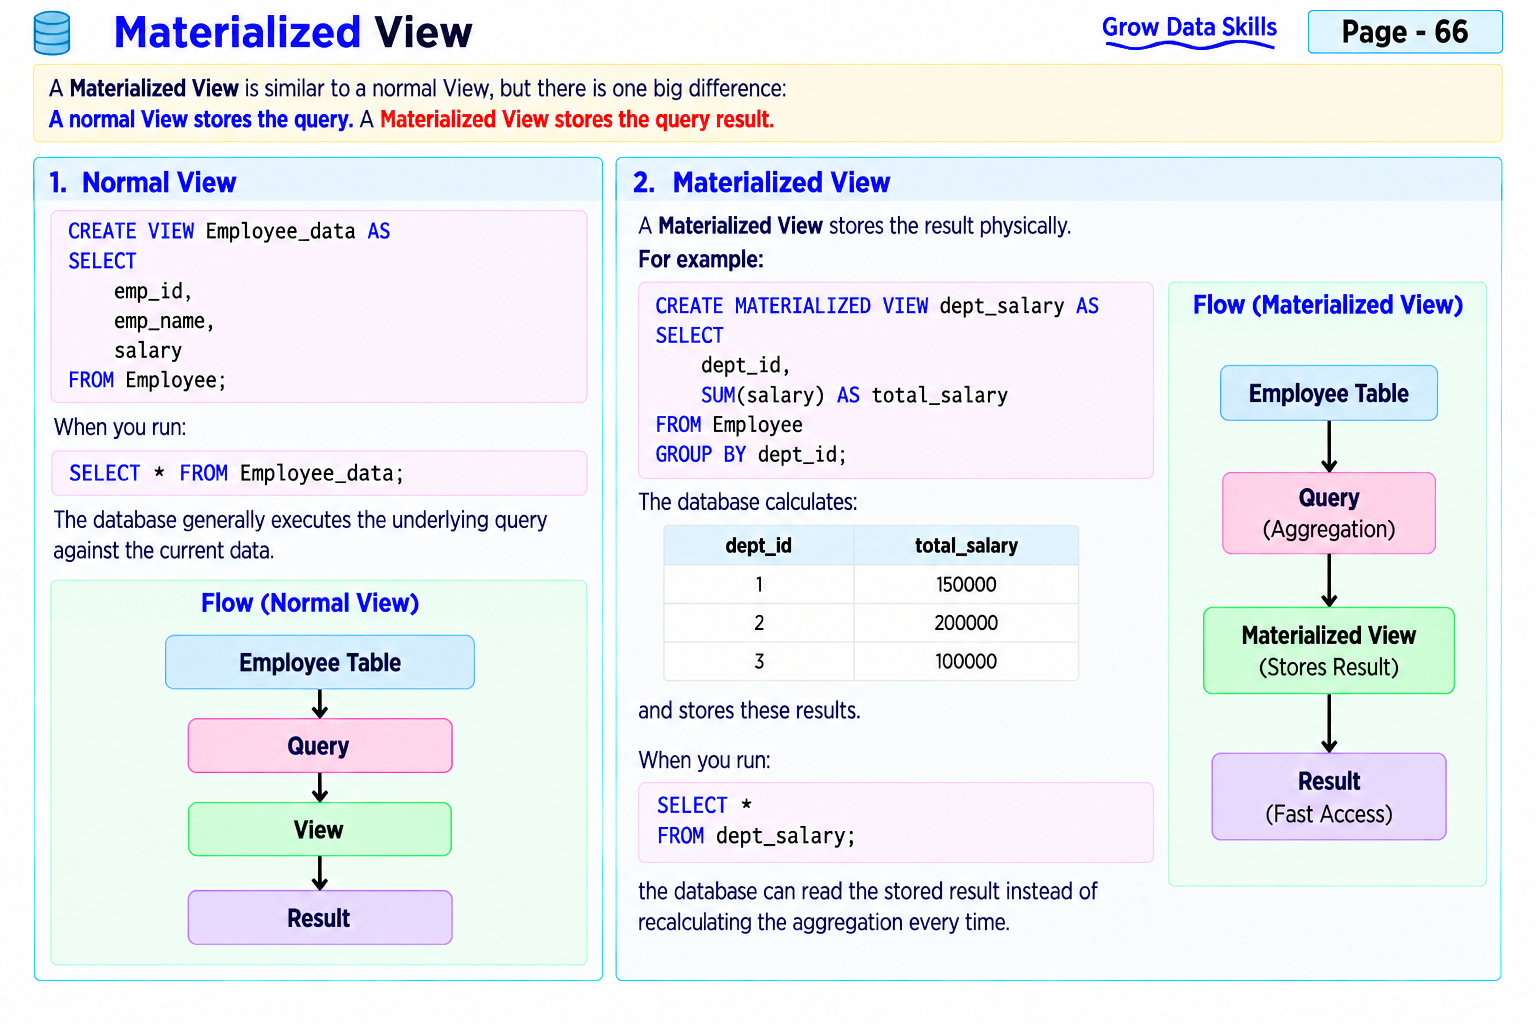 Materialized View
Grow Data Skills
Page - 66
A Materialized View is similar to a normal View, but there is one big difference:
A normal View stores the query. A Materialized View stores the query result.
1. Normal View
CREATE VIEW Employee_data AS
SELECT
    emp_id,
    emp_name,
    salary
FROM Employee;
When you run:
SELECT * FROM Employee_data;
The database generally executes the underlying query
against the current data.
Flow (Normal View)
Employee Table
Query
View
Result
2. Materialized View
A Materialized View stores the result physically.
For example:
CREATE MATERIALIZED VIEW dept_salary AS
SELECT
    dept_id,
    SUM(salary) AS total_salary
FROM Employee
GROUP BY dept_id;
The database calculates:
dept_id total_salary
1 150000
2 200000
3 100000
and stores these results.
When you run:
SELECT *
FROM dept_salary;
the database can read the stored result instead of
recalculating the aggregation every time.
Flow (Materialized View)
Employee Table
Query
(Aggregation)
Materialized View
(Stores Result)
Result
(Fast Access)